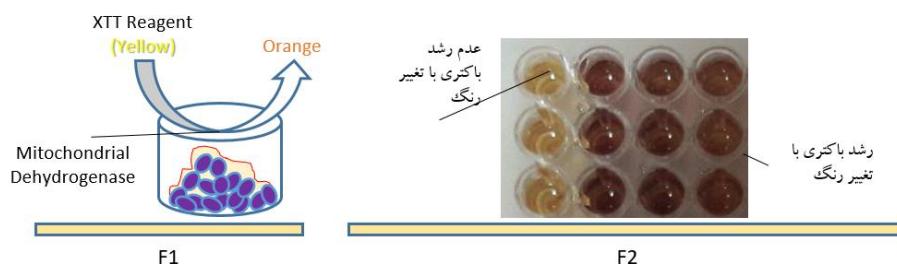 XTT Reagent
(Yellow)
Orange
Mitochondrial
Dehydrogenase
F1
عدم رشد
باکتری با تغییر
رنگ
رشد باکتری با
تغییر رنگ
F2